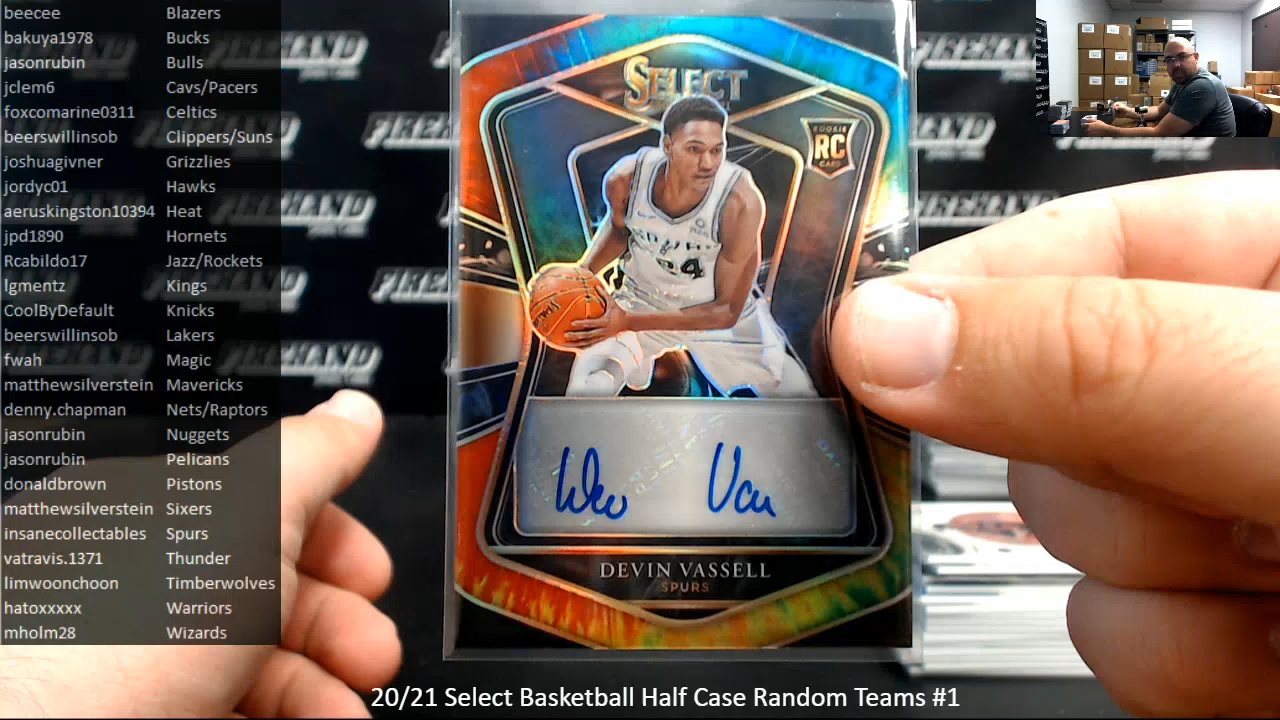 beecee Blazers
bakuya1978 Bucks
jasonrubin Bulls
jclem6 Cavs/Pacers
foxcomarine0311 Celtics
beerswillinsob Clippers/Suns
joshuagivner Grizzlies
jordyc01 Hawks
aeruskingston10394 Heat
jpd1890 Hornets
Rcabildo17 Jazz/Rockets
lgmentz Kings
CoolByDefault Knicks
beerswillinsob Lakers
fwah Magic
matthewsilverstein Mavericks
denny.chapman Nets/Raptors
jasonrubin Nuggets
jasonrubin Pelicans
donaldbrown Pistons
matthewsilverstein Sixers
insanecollectables Spurs
vatravis.1371 Thunder
limwoonchoon Timberwolves
hatoxxxxx Warriors
mholm28 Wizards
SELECT
ROOKIE
RC
CARD
24
DEVIN VASSELL
SPURS
FIREHAND
20/21 Select Basketball Half Case Random Teams #1